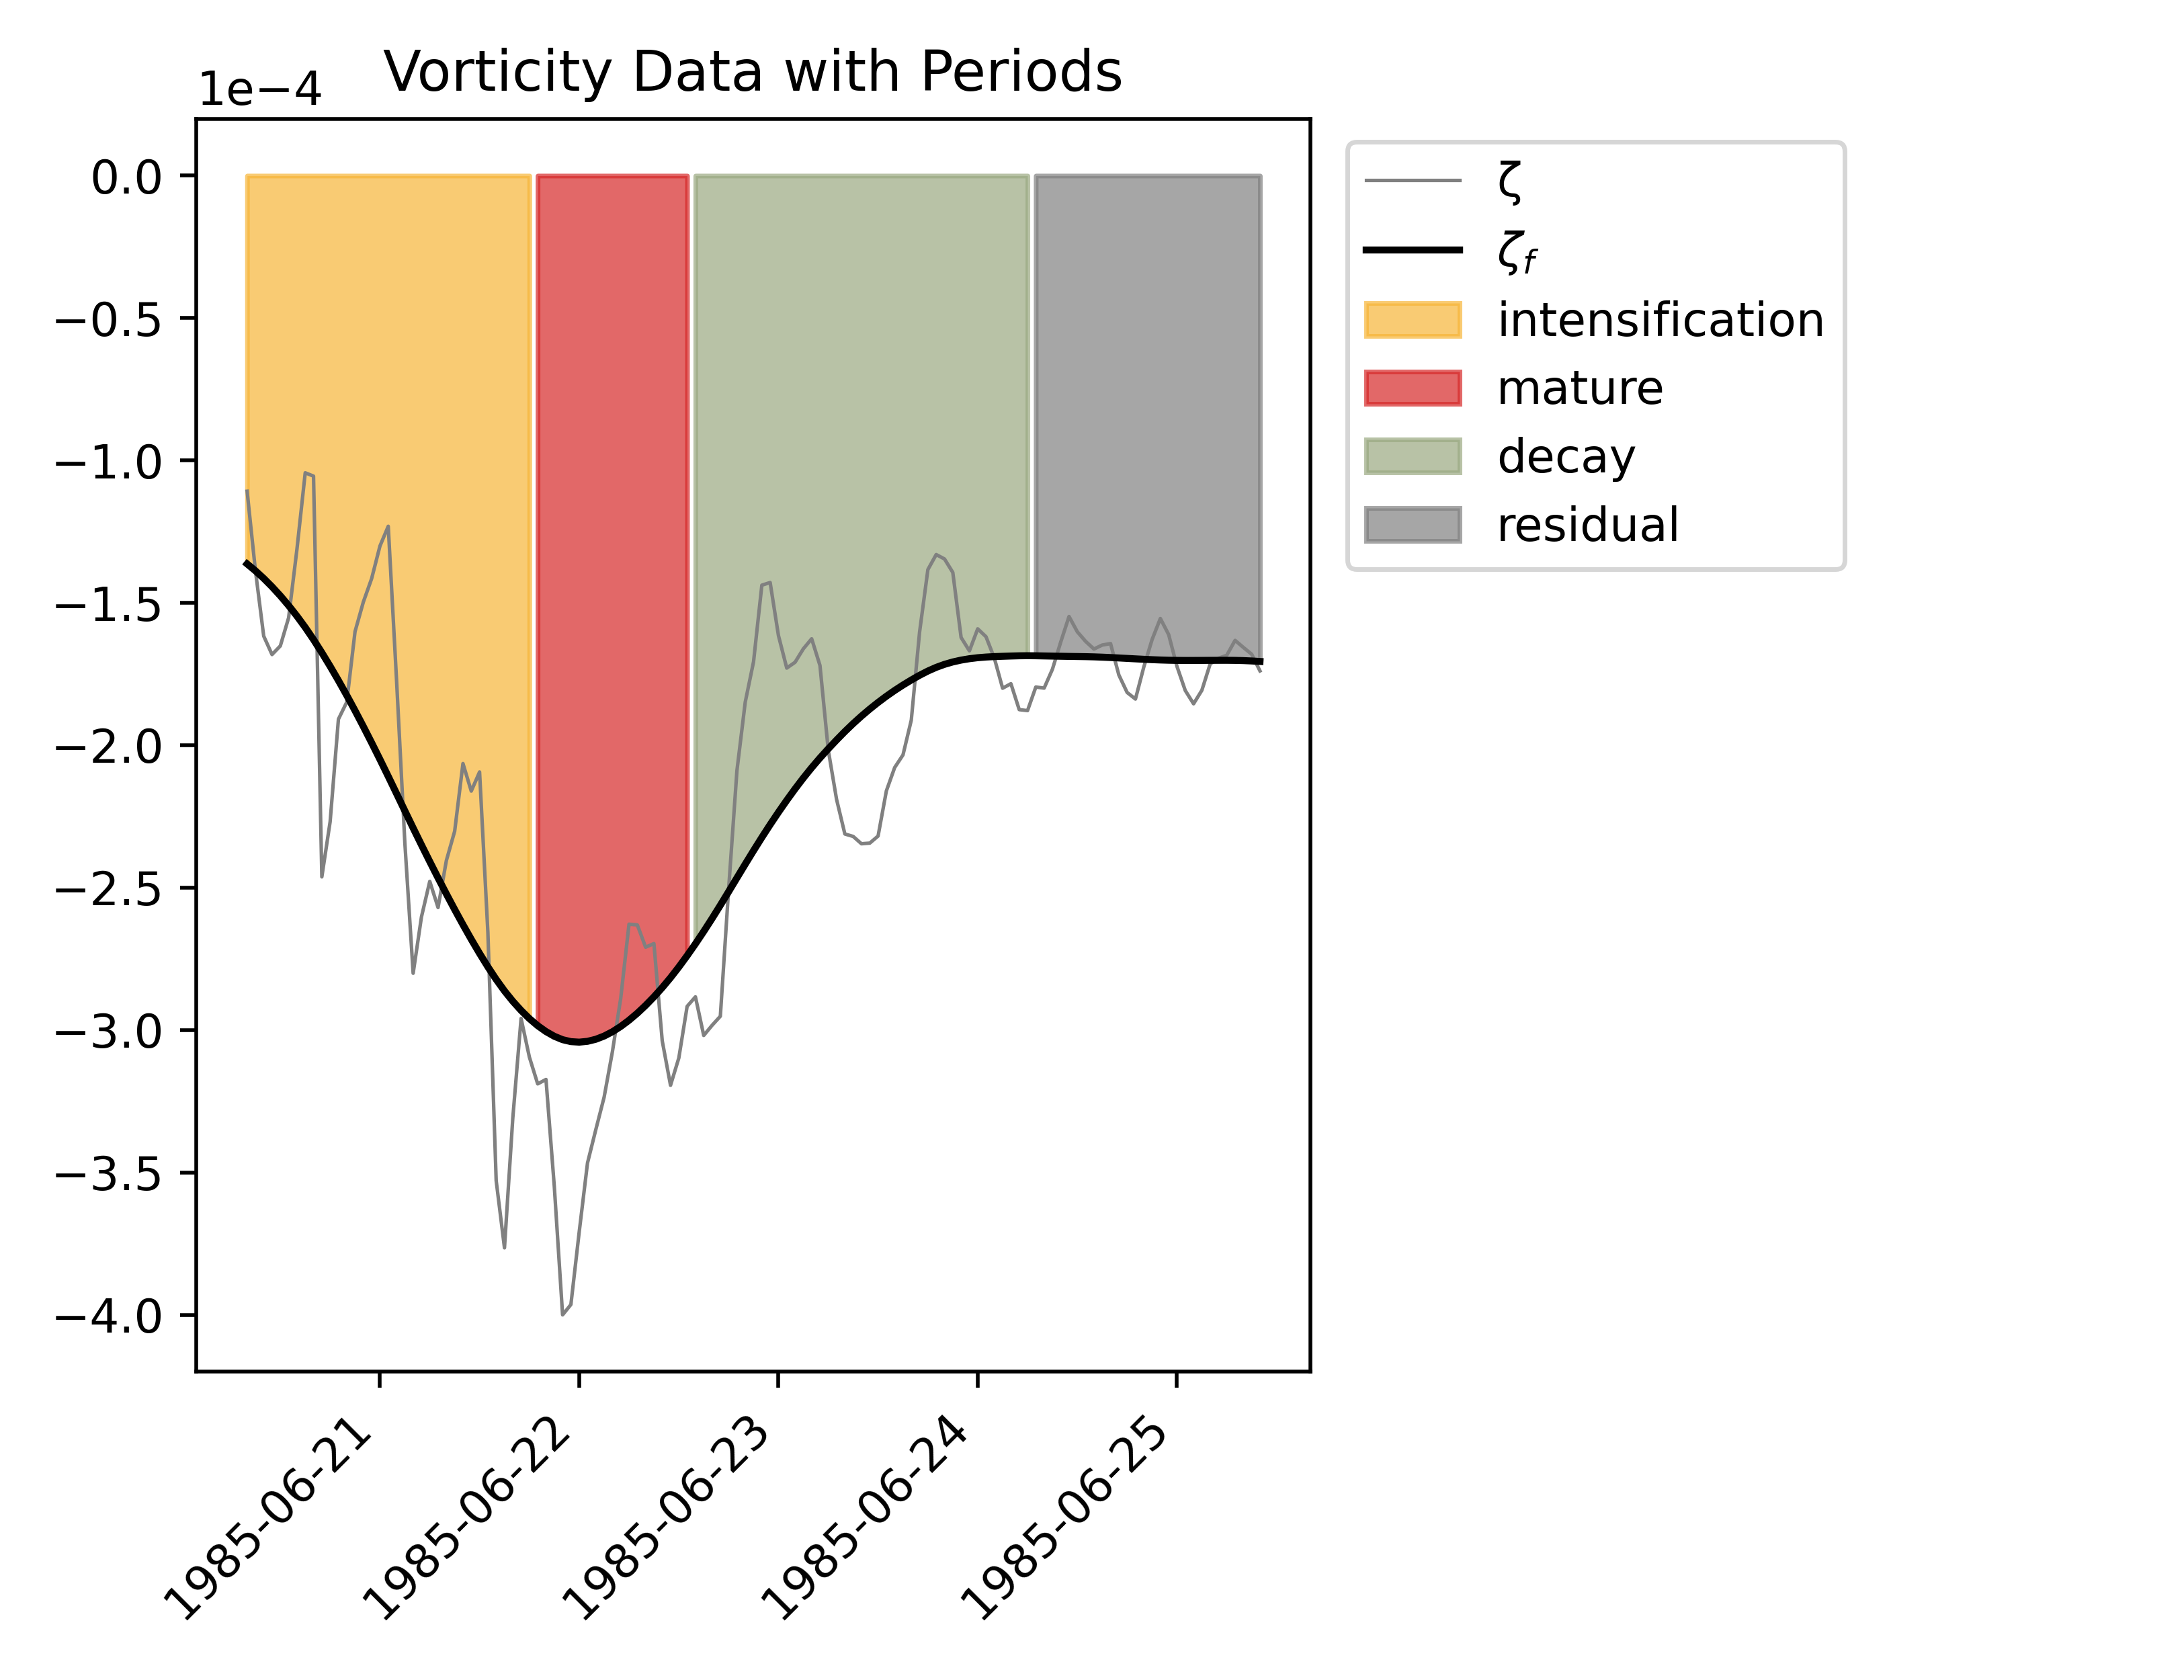 Vorticity Data with Periods
1e−4
0.0
−0.5
−1.0
−1.5
−2.0
−2.5
−3.0
−3.5
−4.0
1985-06-21
1985-06-22
1985-06-23
1985-06-24
1985-06-25
ζ
ζf
intensification
mature
decay
residual